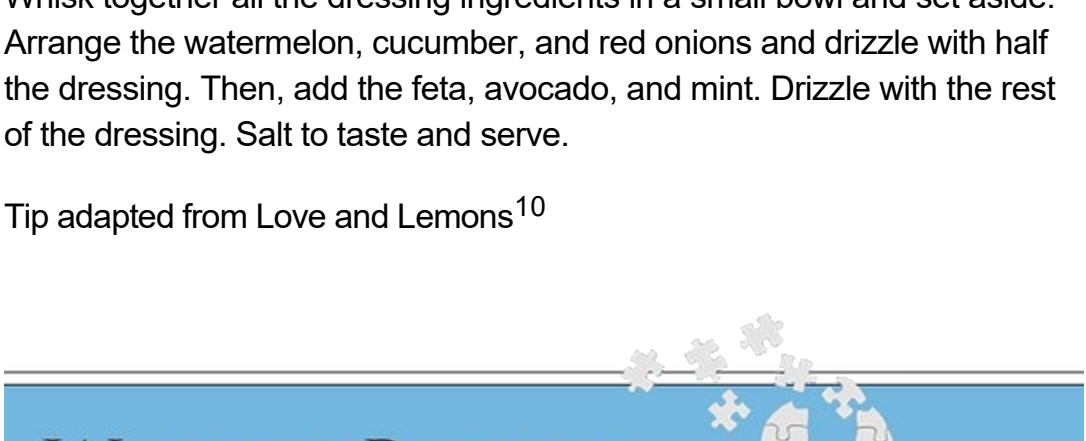 Whisk together all the dressing ingredients in a small bowl and set aside.
Arrange the watermelon, cucumber, and red onions and drizzle with half
the dressing. Then, add the feta, avocado, and mint. Drizzle with the rest
of the dressing. Salt to taste and serve.
Tip adapted from Love and Lemons10